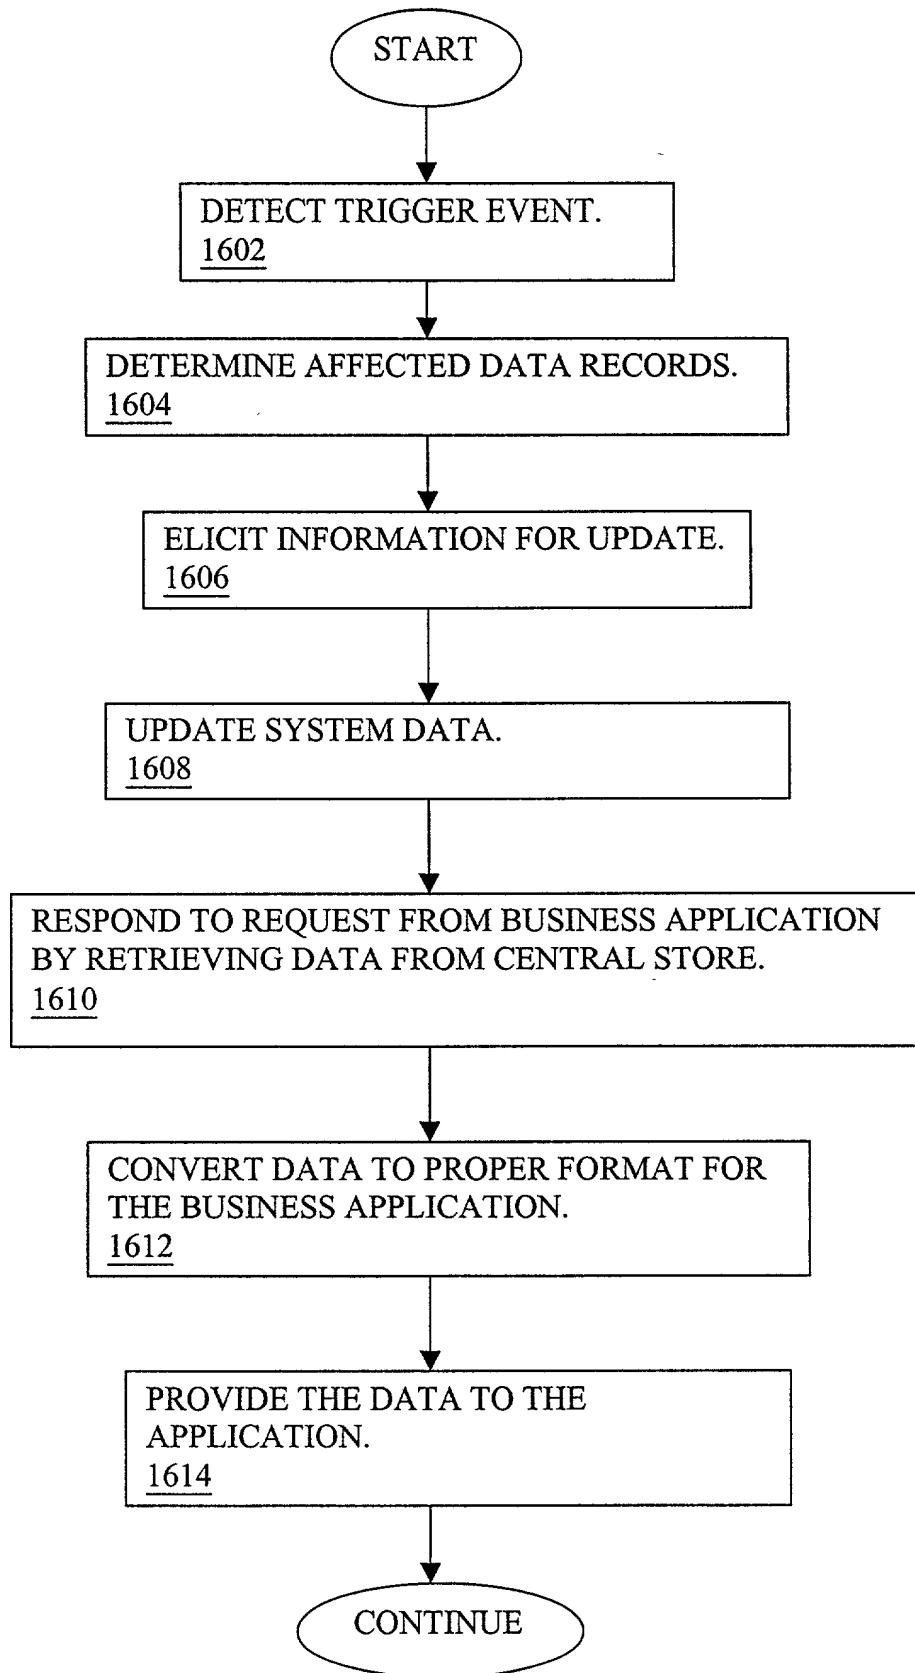 START
DETECT TRIGGER EVENT.
1602
DETERMINE AFFECTED DATA RECORDS.
1604
ELICIT INFORMATION FOR UPDATE.
1606
UPDATE SYSTEM DATA.
1608
RESPOND TO REQUEST FROM BUSINESS APPLICATION
BY RETRIEVING DATA FROM CENTRAL STORE.
1610
CONVERT DATA TO PROPER FORMAT FOR
THE BUSINESS APPLICATION.
1612
PROVIDE THE DATA TO THE
APPLICATION.
1614
CONTINUE